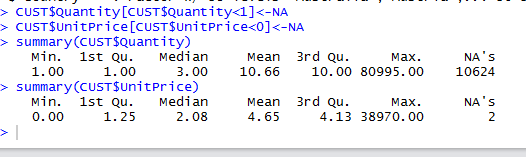 > CUST$Quantity[CUST$Quantity<1]<-NA
> CUST$UnitPrice[CUST$UnitPrice<0]<-NA
> summary(CUST$Quantity)
    Min.  1st Qu.   Median     Mean  3rd Qu.     Max.     NA's
    1.00     1.00     3.00    10.66    10.00 80995.00    10624
> summary(CUST$UnitPrice)
    Min.  1st Qu.   Median     Mean  3rd Qu.     Max.     NA's
    0.00     1.25     2.08     4.65     4.13 38970.00        2
>